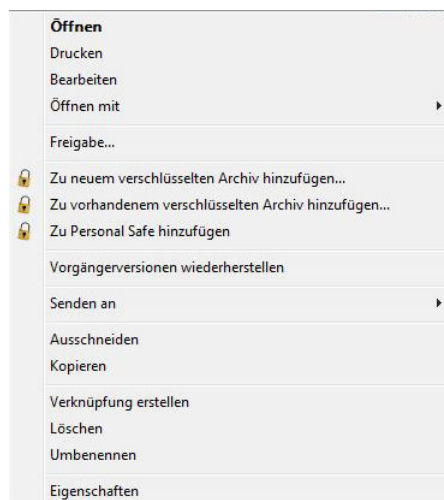 Öffnen
Drucken
Bearbeiten
Öffnen mit
Freigabe...
Zu neuem verschlüsselten Archiv hinzufügen...
Zu vorhandenem verschlüsselten Archiv hinzufügen...
Zu Personal Safe hinzufügen
Vorgängerversionen wiederherstellen
Senden an
Ausschneiden
Kopieren
Verknüpfung erstellen
Löschen
Umbenennen
Eigenschaften